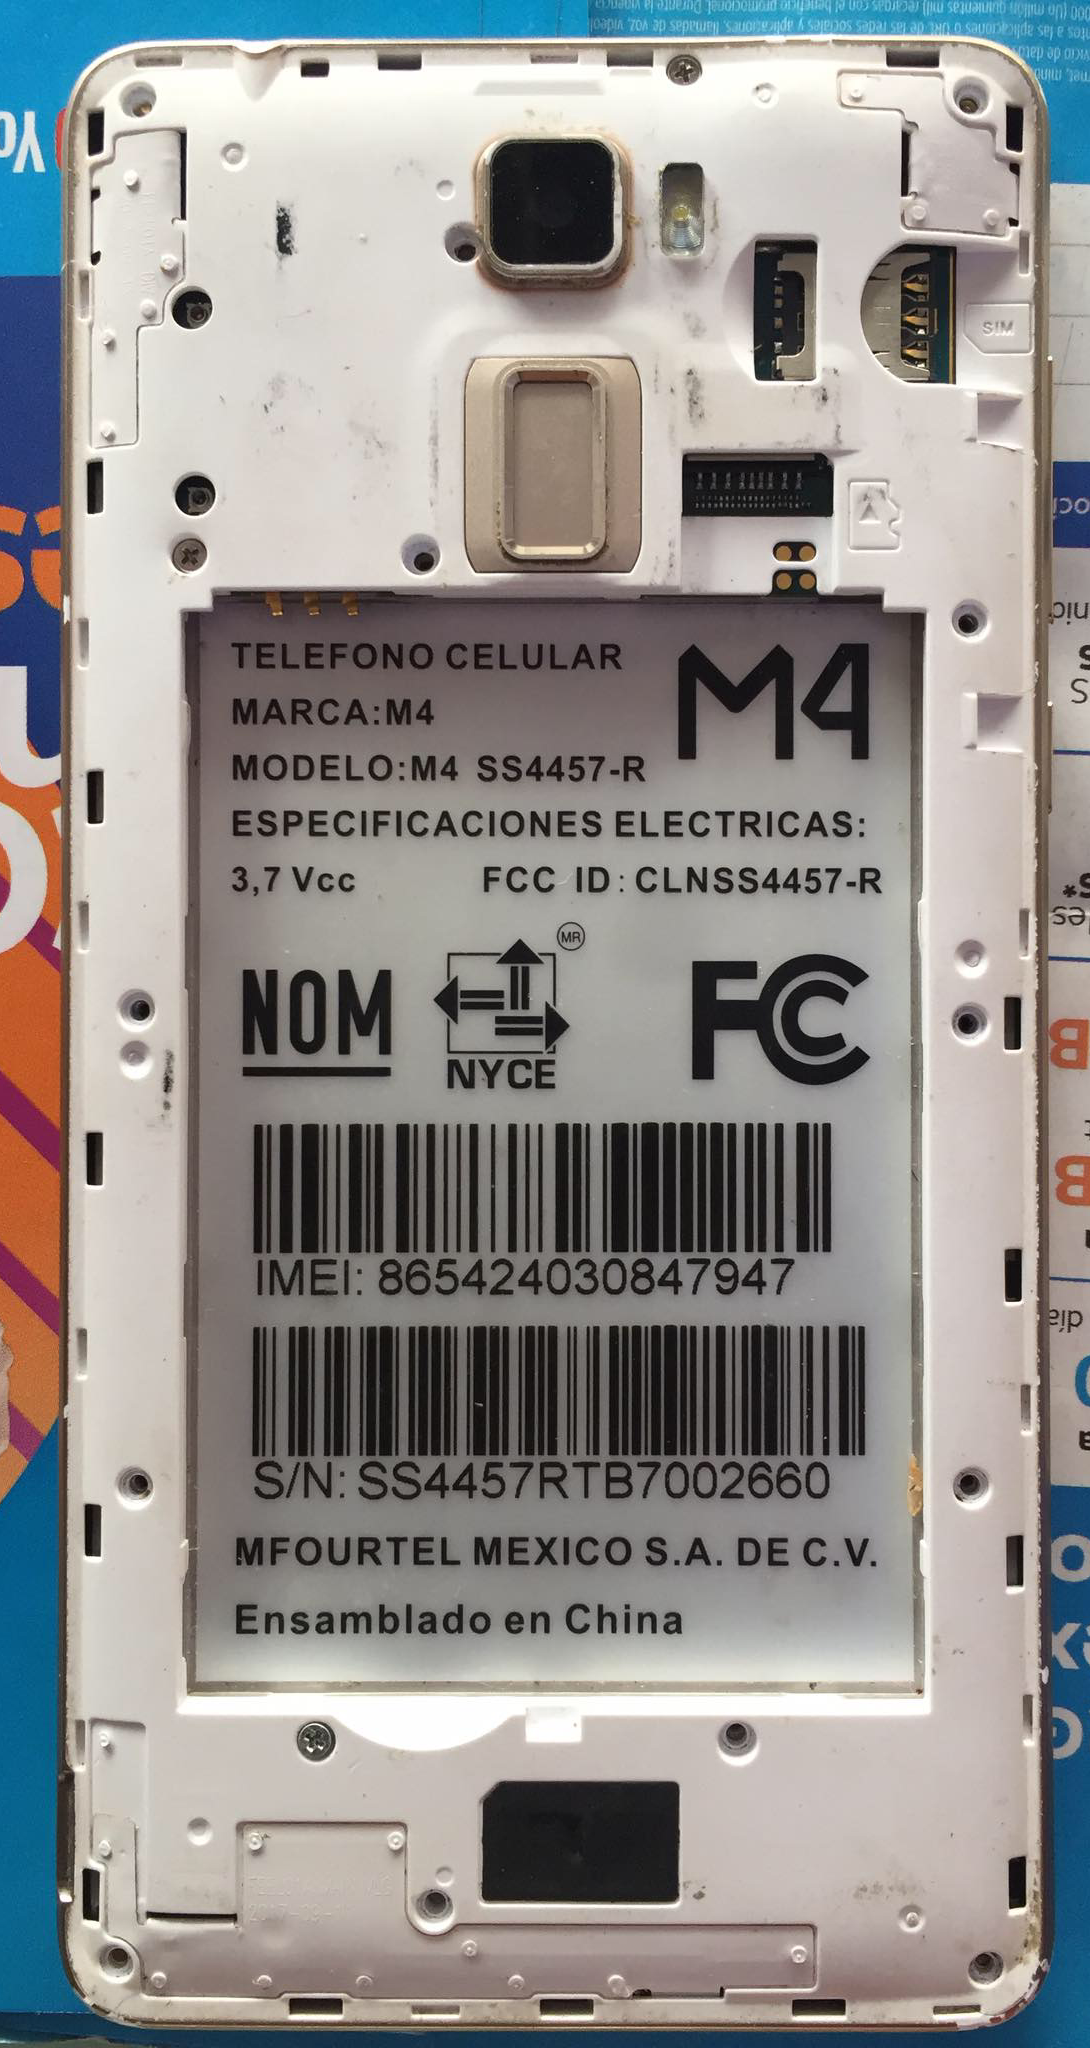 SIM
TELEFONO CELULAR
M4
MARCA:M4
MODELO:M4 SS4457-R
ESPECIFICACIONES ELECTRICAS:
3,7 Vcc FCC ID: CLNSS4457-R
MR
NOM
NYCE
FC
IMEI: 865424030847947
S/N: SS4457RTB7002660
MFOURTEL MEXICO S.A. DE C.V.
Ensamblado en China